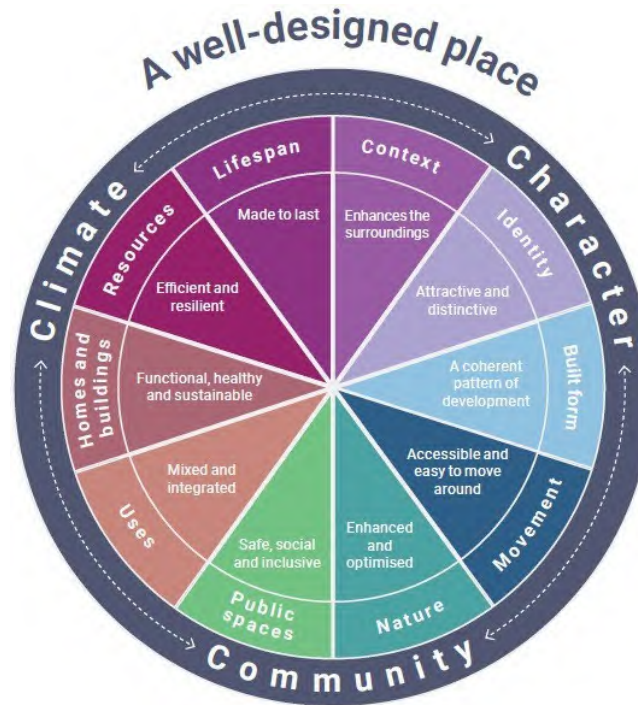 A well-designed place
Climate
Character
Community
Context
Enhances the
surroundings
Identity
Attractive and
distinctive
Built form
A coherent
pattern of
development
Movement
Accessible and
easy to move
around
Nature
Enhanced
and
optimised
Public
spaces
Safe, social
and inclusive
Uses
Mixed and
integrated
Homes and
buildings
Functional, healthy
and sustainable
Resources
Efficient and
resilient
Lifespan
Made to last